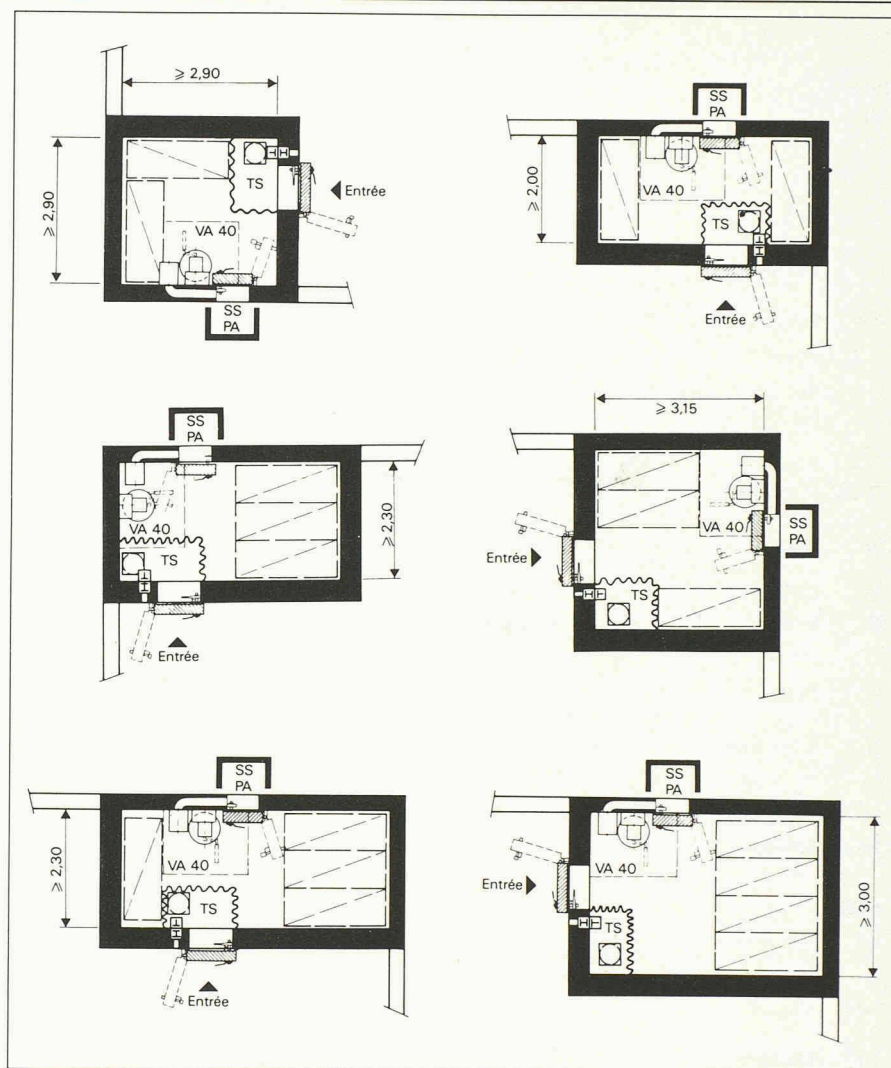 ⩾ 2,90
SS
PA
TS
Entrée
⩾ 2,90
VA 40
SS
PA
⩾ 2,00
VA 40
TS
Entrée
SS
PA
⩾ 2,30
VA 40
TS
Entrée
⩾ 3,15
VA 40
SS
PA
Entrée
TS
SS
PA
⩾ 2,30
VA 40
TS
Entrée
SS
PA
VA 40
Entrée
TS
⩾ 3,00